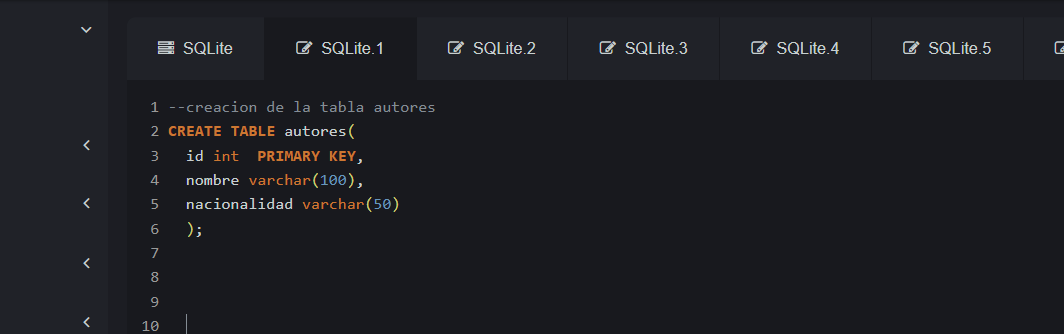 SQLite SQLite.1 SQLite.2 SQLite.3 SQLite.4 SQLite.5
1 --creacion de la tabla autores
2 CREATE TABLE autores(
3 id int  PRIMARY KEY,
4 nombre varchar(100),
5 nacionalidad varchar(50)
6 );
7
8
9
10